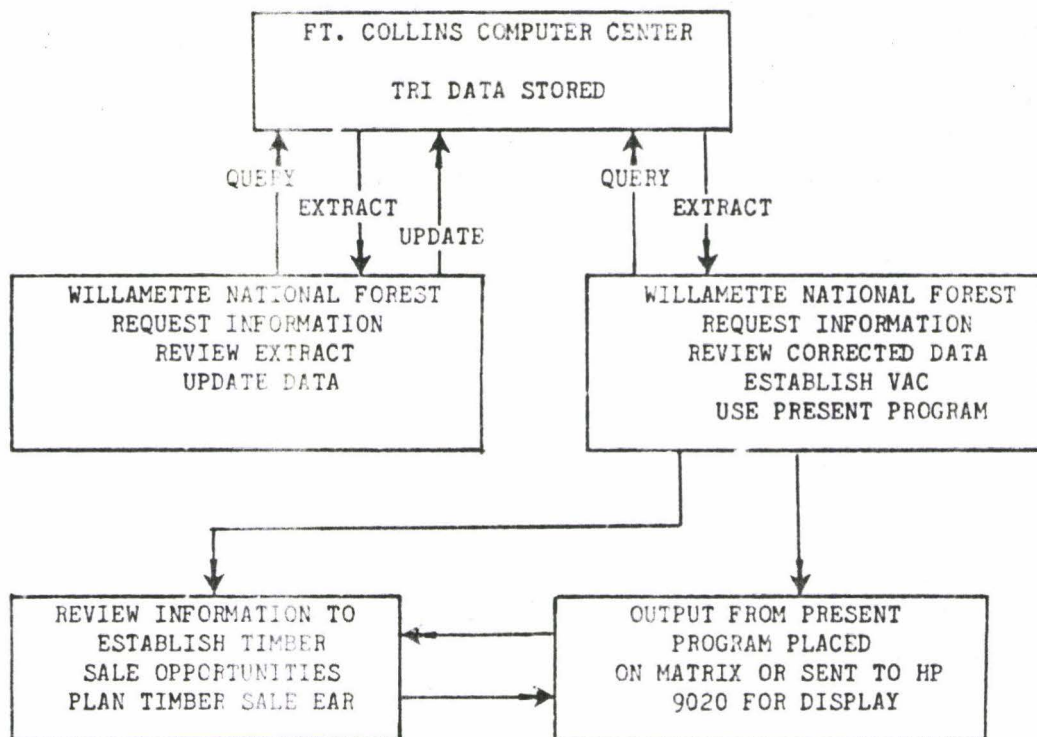 FT. COLLINS COMPUTER CENTER
TRI DATA STORED
QUERY
EXTRACT
UPDATE
QUERY
EXTRACT
WILLAMETTE NATIONAL FOREST
REQUEST INFORMATION
REVIEW EXTRACT
UPDATE DATA
WILLAMETTE NATIONAL FOREST
REQUEST INFORMATION
REVIEW CORRECTED DATA
ESTABLISH VAC
USE PRESENT PROGRAM
REVIEW INFORMATION TO
ESTABLISH TIMBER
SALE OPPORTUNITIES
PLAN TIMBER SALE EAR
OUTPUT FROM PRESENT
PROGRAM PLACED
ON MATRIX OR SENT TO HP
9020 FOR DISPLAY